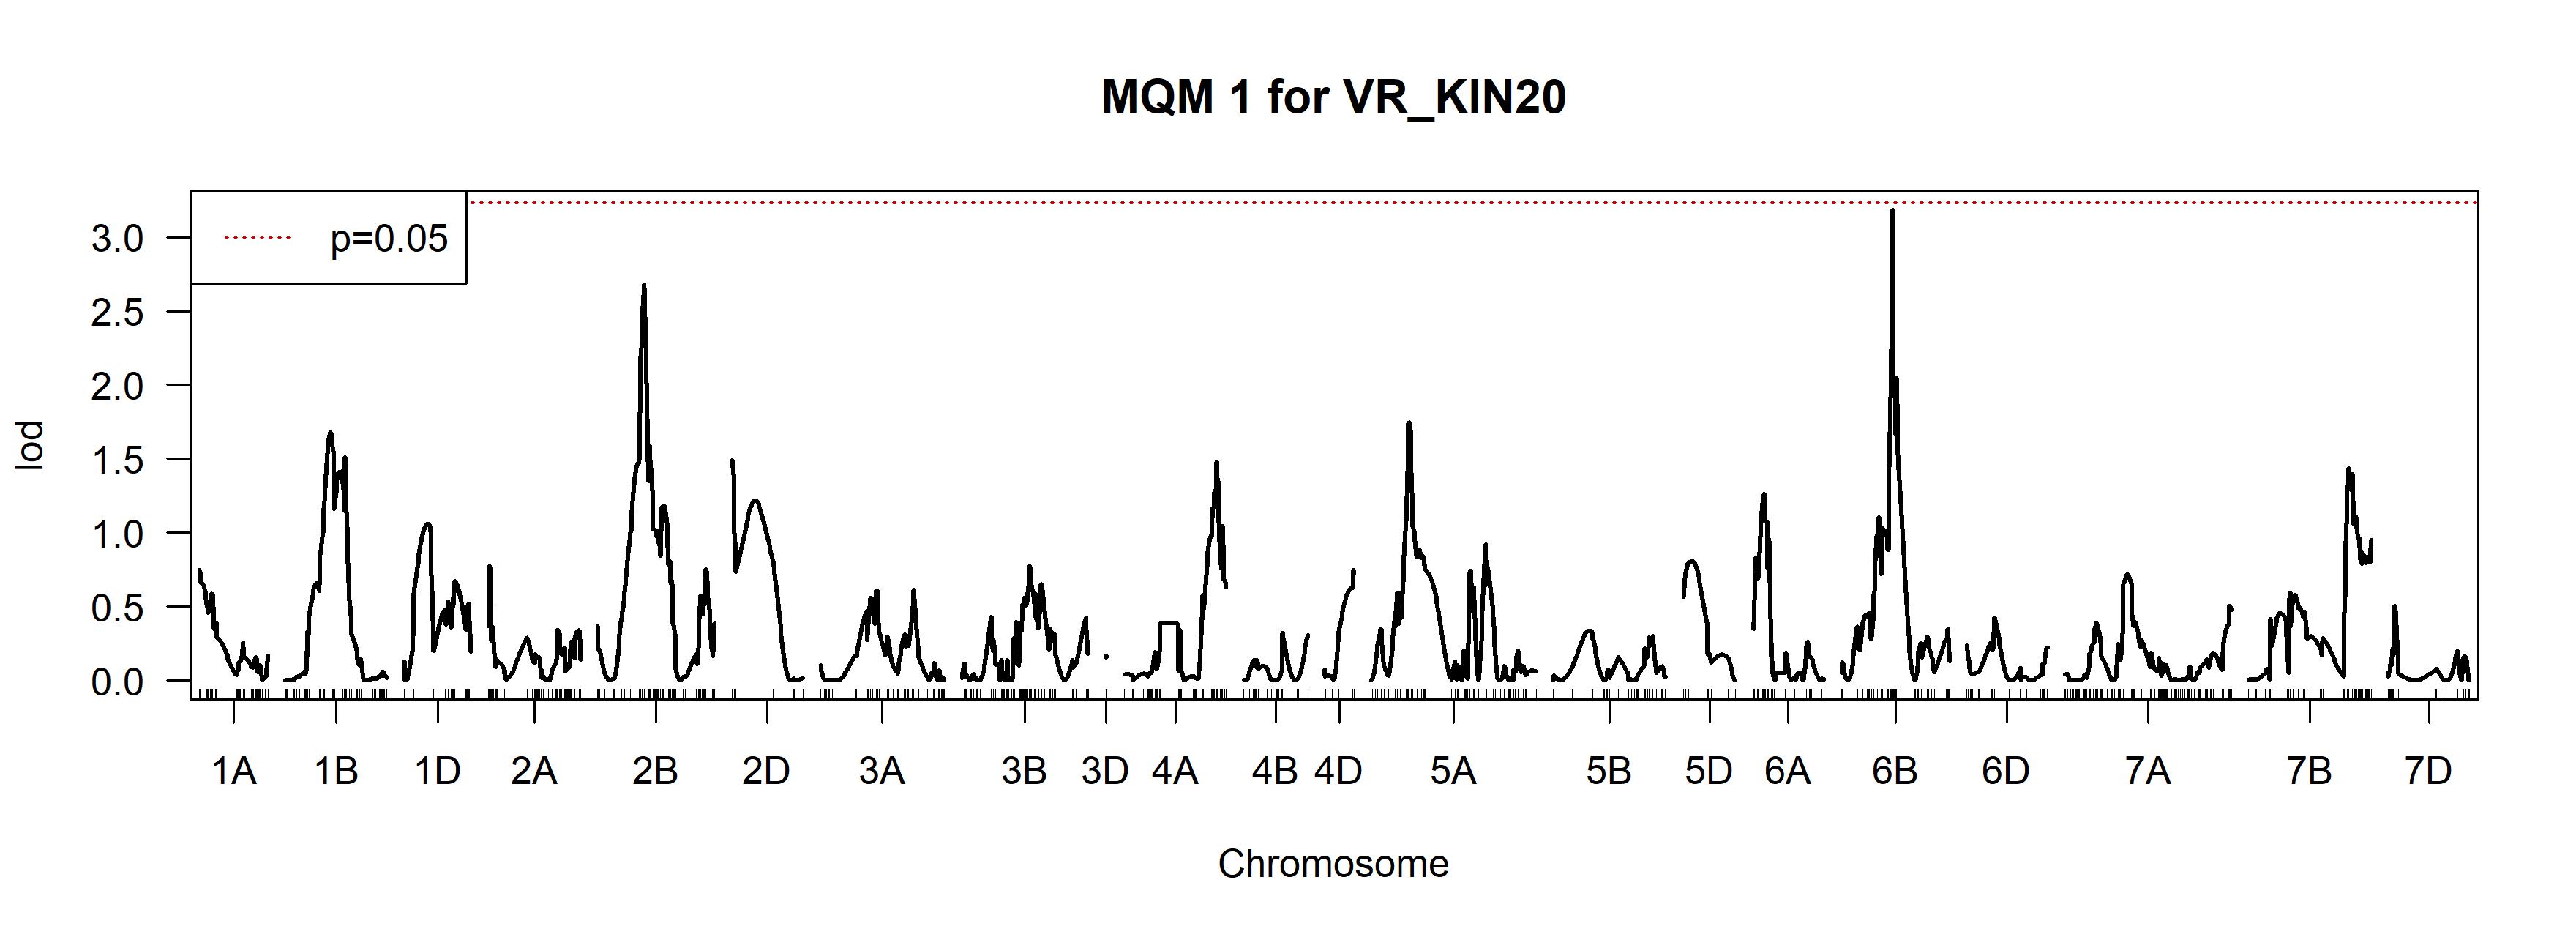 MQM 1 for VR_KIN20
p=0.05
3.0
2.5
2.0
1.5
1.0
0.5
0.0
lod
1A 1B 1D 2A 2B 2D 3A 3B 3D 4A 4B 4D 5A 5B 5D 6A 6B 6D 7A 7B 7D
Chromosome